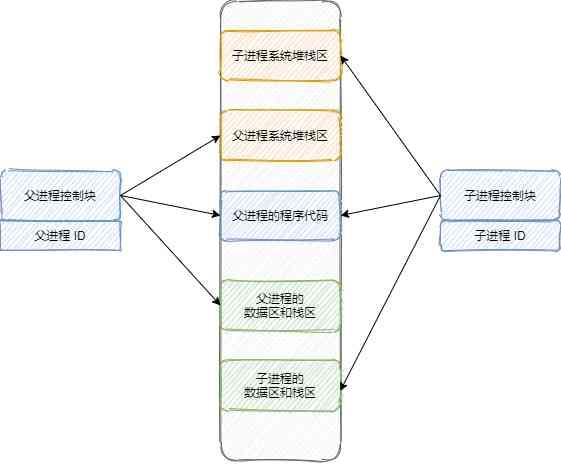 子进程系统堆栈区
父进程系统堆栈区
父进程控制块
父进程 ID
父进程的程序代码
子进程控制块
子进程 ID
父进程的
数据区和栈区
子进程的
数据区和栈区